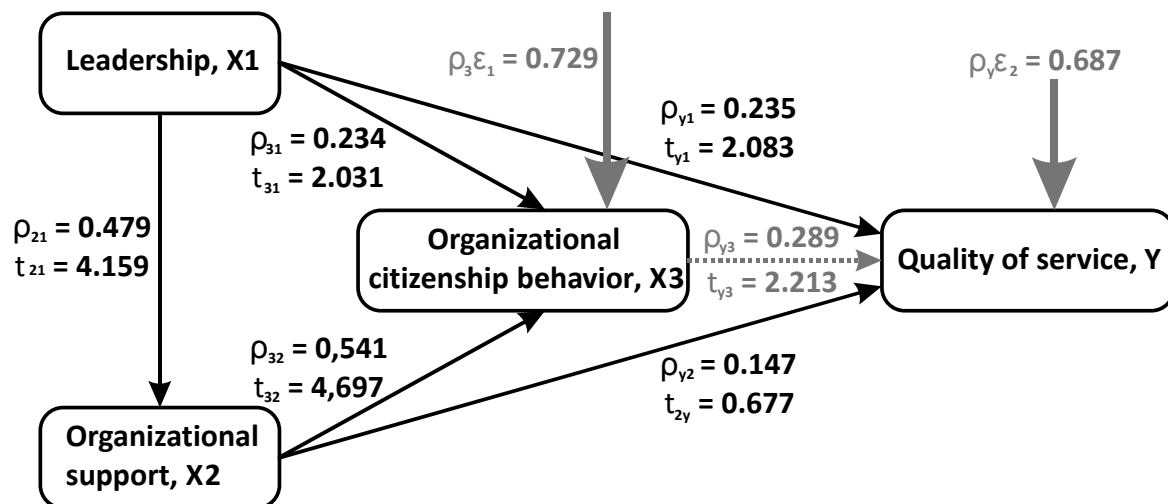 Leadership, X1
ρ₃ε₁ = 0.729
ρᵧε₂ = 0.687
ρᵧ₁ = 0.235
tᵧ₁ = 2.083
ρ₃₁ = 0.234
t₃₁ = 2.031
ρ₂₁ = 0.479
t₂₁ = 4.159
Organizational
citizenship behavior, X3
ρᵧ₃ = 0.289
tᵧ₃ = 2.213
Quality of service, Y
ρ₃₂ = 0,541
t₃₂ = 4,697
ρᵧ₂ = 0.147
t₂ᵧ = 0.677
Organizational
support, X2